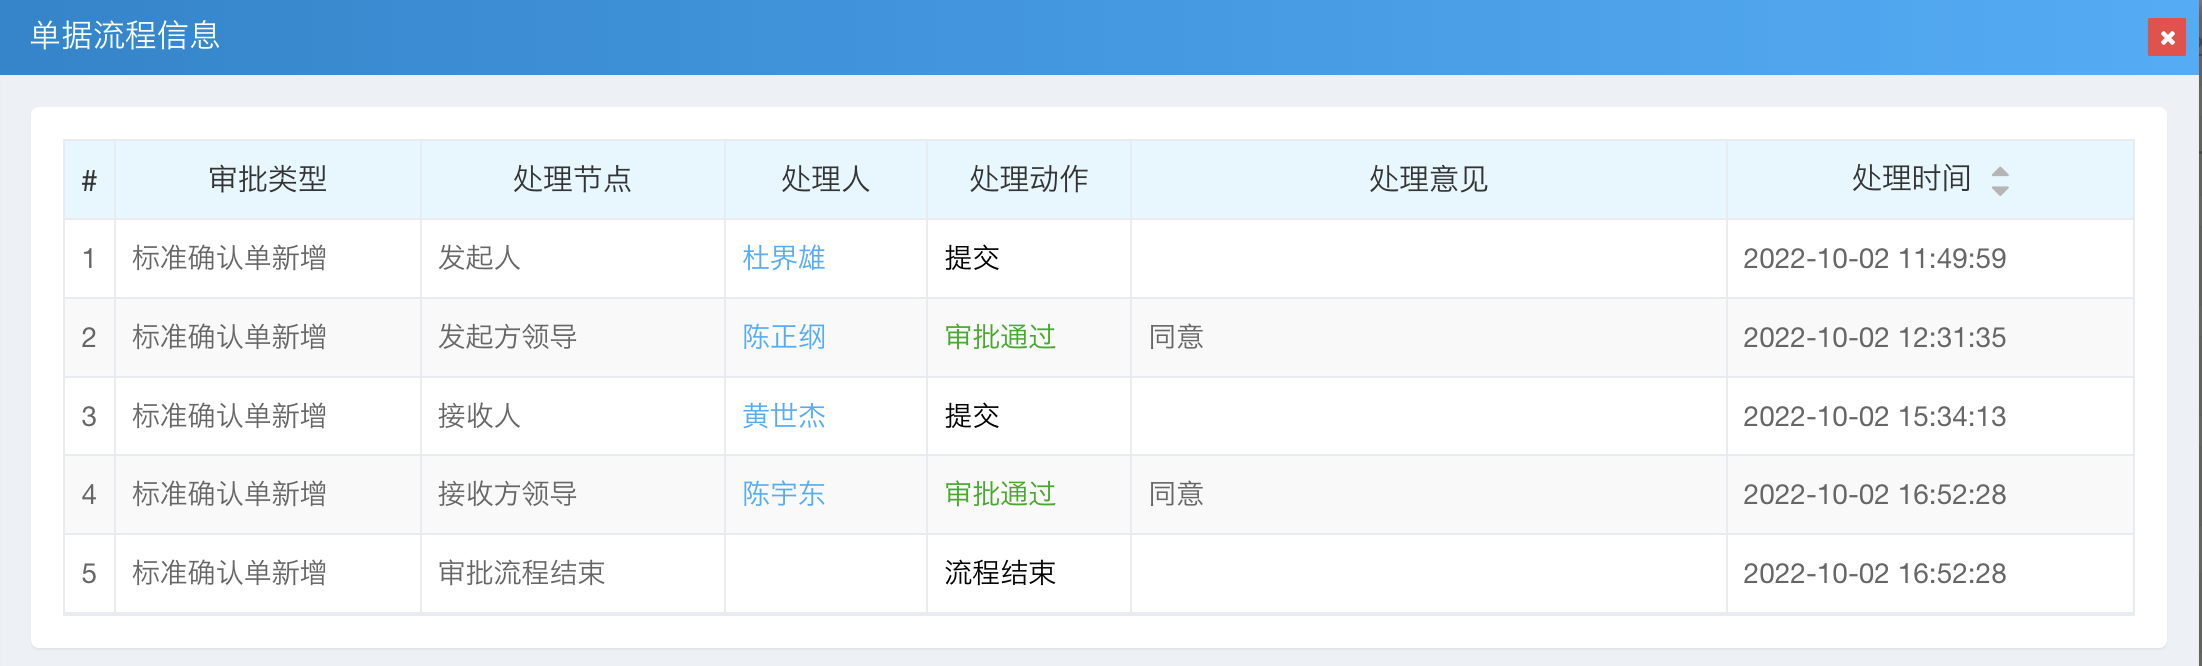 单据流程信息
# 审批类型 处理节点 处理人 处理动作 处理意见 处理时间
1 标准确认单新增 发起人 杜界雄 提交 2022-10-02 11:49:59
2 标准确认单新增 发起方领导 陈正纲 审批通过 同意 2022-10-02 12:31:35
3 标准确认单新增 接收人 黄世杰 提交 2022-10-02 15:34:13
4 标准确认单新增 接收方领导 陈宇东 审批通过 同意 2022-10-02 16:52:28
5 标准确认单新增 审批流程结束 流程结束 2022-10-02 16:52:28